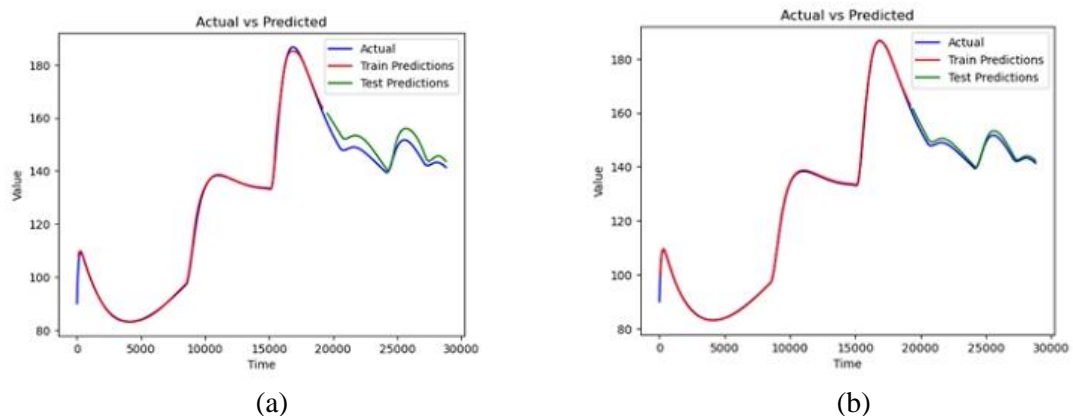 Actual vs Predicted
Actual
Train Predictions
Test Predictions
Value
180
160
140
120
100
80
0 5000 10000 15000 20000 25000 30000
Time
(a)
Actual vs Predicted
Actual
Train Predictions
Test Predictions
Value
180
160
140
120
100
80
0 5000 10000 15000 20000 25000 30000
Time
(b)